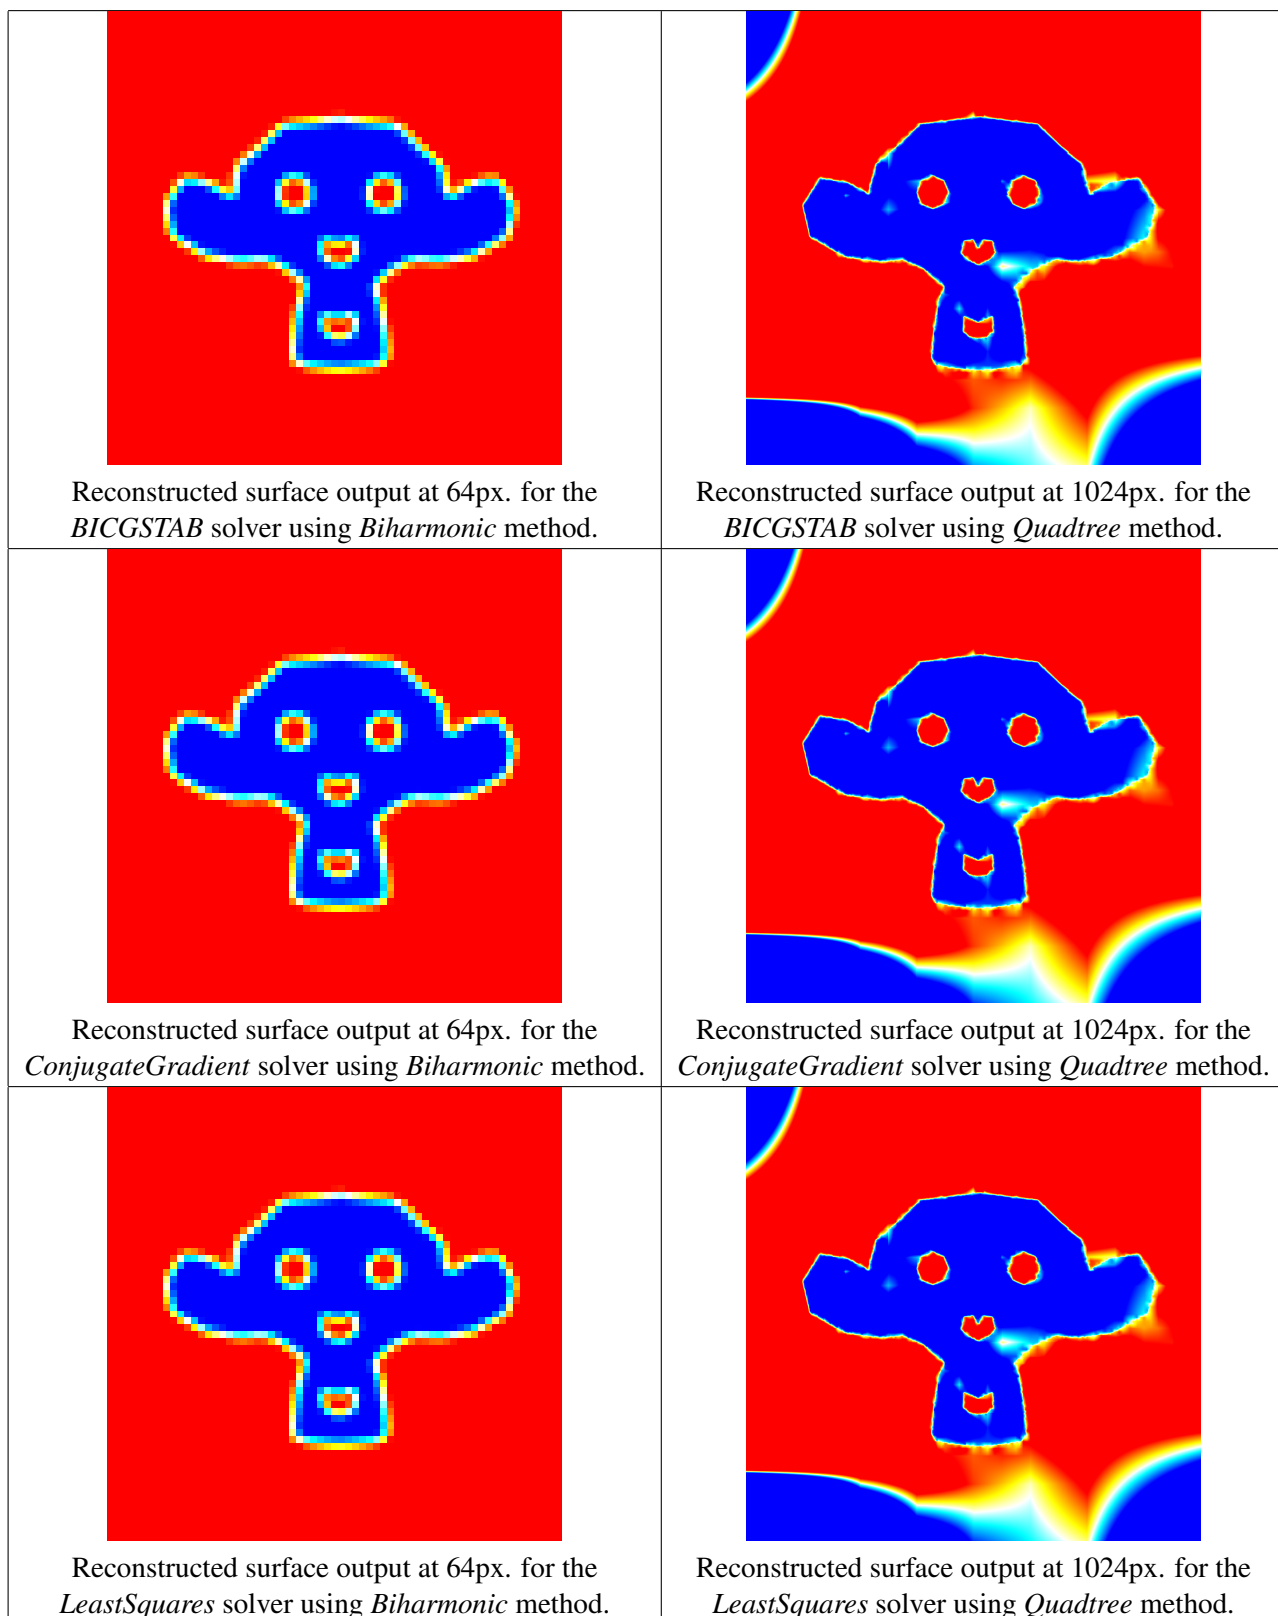 Reconstructed surface output at 64px. for the
BICGSTAB solver using Biharmonic method.
Reconstructed surface output at 1024px. for the
BICGSTAB solver using Quadtree method.
Reconstructed surface output at 64px. for the
ConjugateGradient solver using Biharmonic method.
Reconstructed surface output at 1024px. for the
ConjugateGradient solver using Quadtree method.
Reconstructed surface output at 64px. for the
LeastSquares solver using Biharmonic method.
Reconstructed surface output at 1024px. for the
LeastSquares solver using Quadtree method.